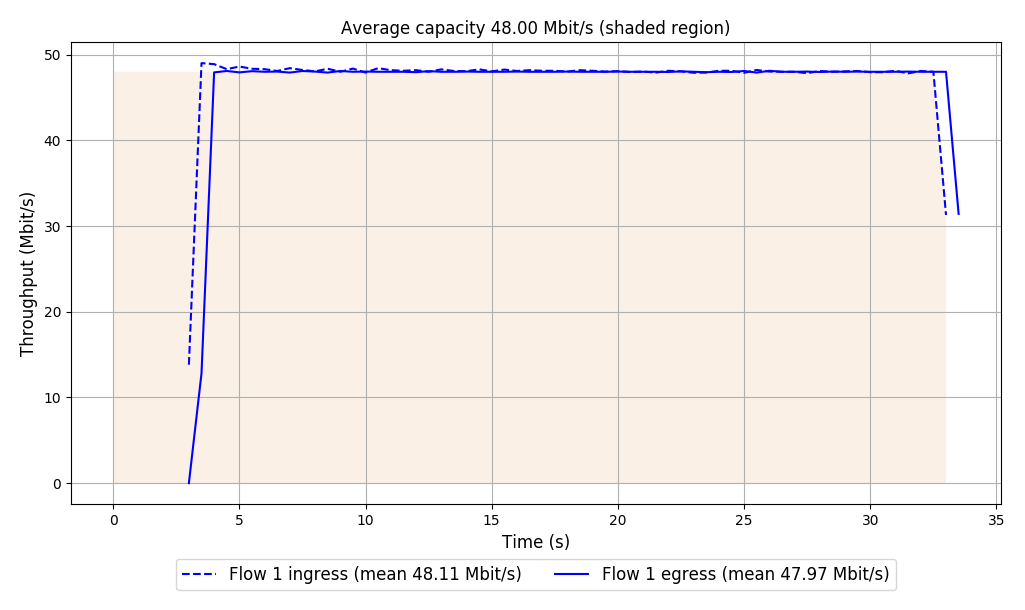 Average capacity 48.00 Mbit/s (shaded region)
Throughput (Mbit/s)
50
40
30
20
10
0
0 5 10 15 20 25 30 35
Time (s)
Flow 1 ingress (mean 48.11 Mbit/s) Flow 1 egress (mean 47.97 Mbit/s)